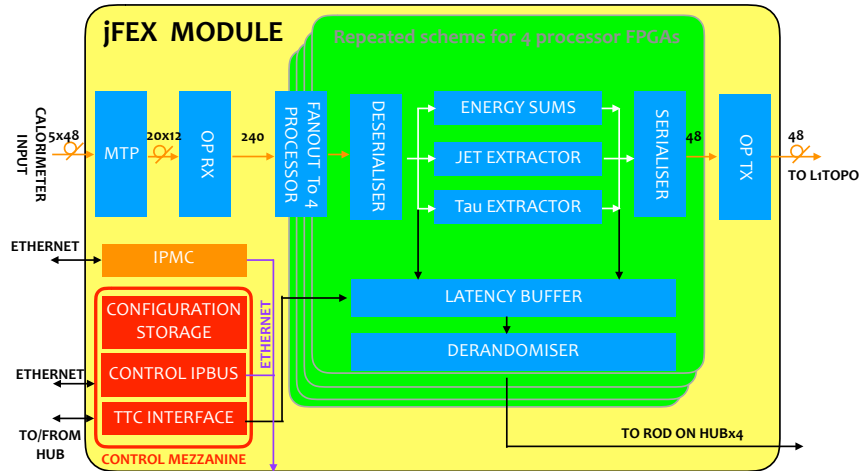 jFEX MODULE
Repeated scheme for 4 processor FPGAs
CALORIMETER
INPUT
5x48
MTP
20x12
OP RX
240
FANOUT To 4
PROCESSOR
DESERIALISER
ENERGY SUMS
JET EXTRACTOR
Tau EXTRACTOR
SERIALISER
48
OP TX
48
TO L1TOPO
ETHERNET
IPMC
LATENCY BUFFER
CONFIGURATION
STORAGE
ETHERNET
DERANDOMISER
ETHERNET
CONTROL IPBUS
TTC INTERFACE
TO/FROM
HUB
CONTROL MEZZANINE
TO ROD ON HUBx4